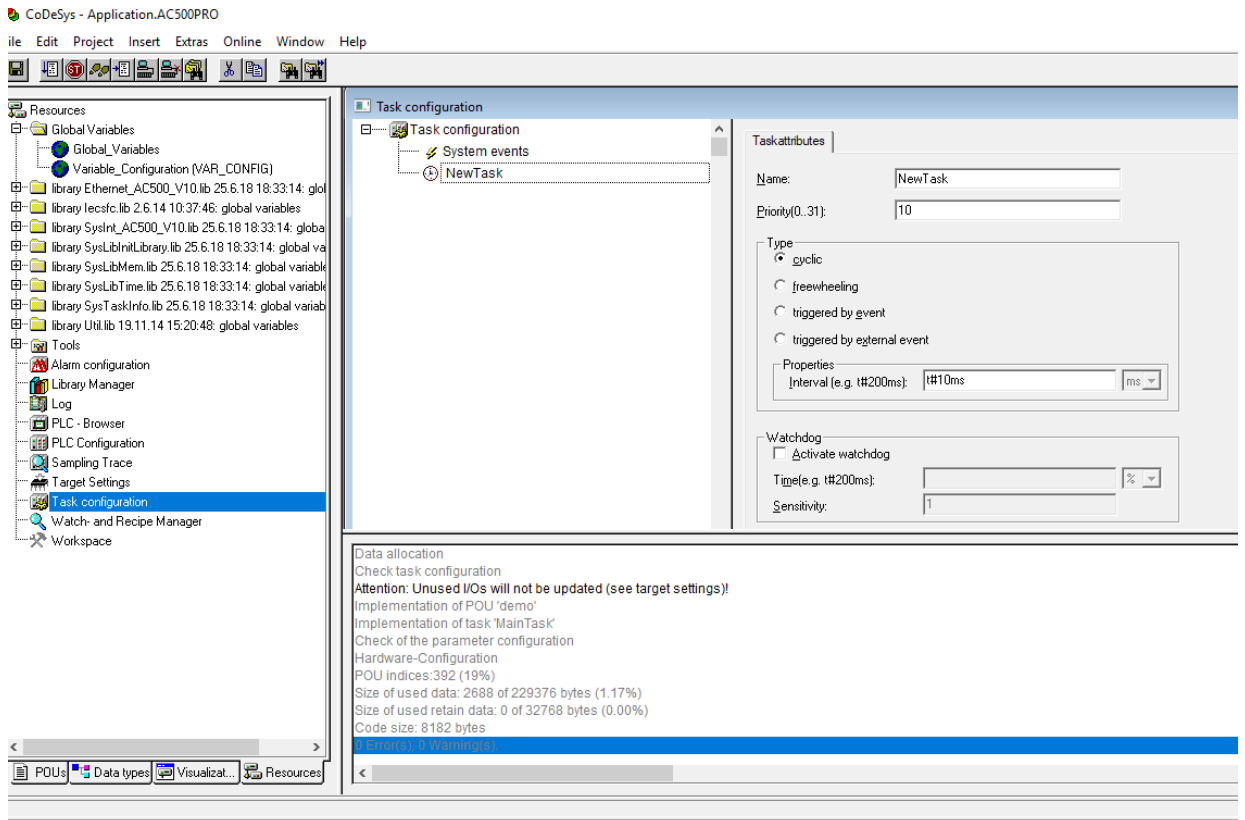 CoDeSys - Application.AC500PRO
ile Edit Project Insert Extras Online Window Help
Resources
Global Variables
Global_Variables
Variable_Configuration (VAR_CONFIG)
library Ethernet_AC500_V10.lib 25.6.18 18:33:14: glol
library Iecsfc.lib 2.6.14 10:37:46: global variables
library SysInt_AC500_V10.lib 25.6.18 18:33:14: globa
library SysLibInitLibrary.lib 25.6.18 18:33:14: global va
library SysLibMem.lib 25.6.18 18:33:14: global variable
library SysLibTime.lib 25.6.18 18:33:14: global variable
library SysTaskInfo.lib 25.6.18 18:33:14: global variab
library Util.lib 19.11.14 15:20:48: global variables
Tools
Alarm configuration
Library Manager
Log
PLC - Browser
PLC Configuration
Sampling Trace
Target Settings
Task configuration
Watch- and Recipe Manager
Workspace
POUs Data types Visualizat... Resources
Task configuration
Task configuration
System events
NewTask
Taskattributes
Name: NewTask
Priority(0..31): 10
Type
cyclic
freewheeling
triggered by event
triggered by external event
Properties
Interval (e.g. t#200ms): t#10ms ms
Watchdog
Activate watchdog
Time(e.g. t#200ms): %
Sensitivity: 1
Data allocation
Check task configuration
Attention: Unused I/Os will not be updated (see target settings)!
Implementation of POU 'demo'
Implementation of task 'MainTask'
Check of the parameter configuration
Hardware-Configuration
POU indices:392 (19%)
Size of used data: 2688 of 229376 bytes (1.17%)
Size of used retain data: 0 of 32768 bytes (0.00%)
Code size: 8182 bytes
0 Error(s), 0 Warning(s).